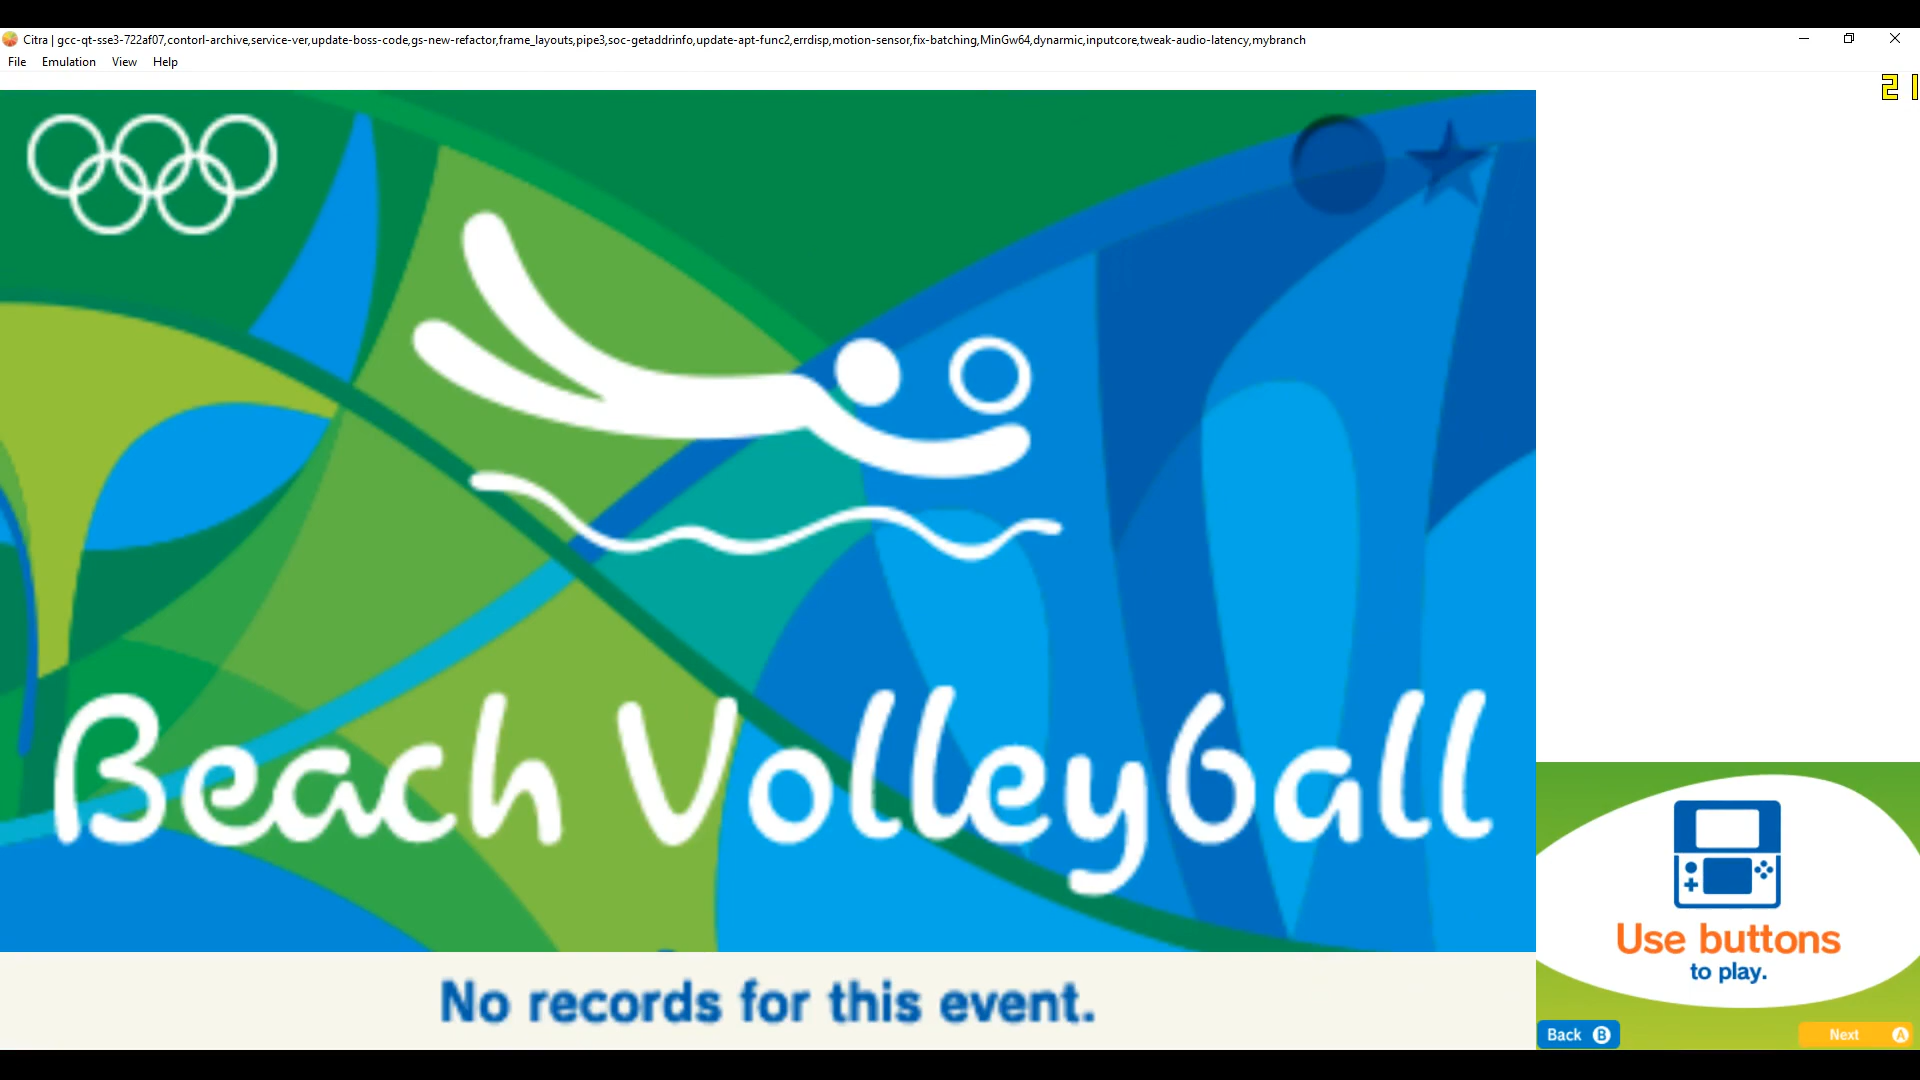 Citra | gcc-qt-sse3-722af07,contorl-archive,service-ver,update-boss-code,gs-new-refactor,frame_layouts,pipe3,soc-getaddrinfo,update-apt-func2,errdisp,motion-sensor,fix-batching,MinGw64,dynarmic,inputcore,tweak-audio-latency,mybranch
File Emulation View Help
21
Beach Volleyball
No records for this event.
Use buttons
to play.
Back B
Next A